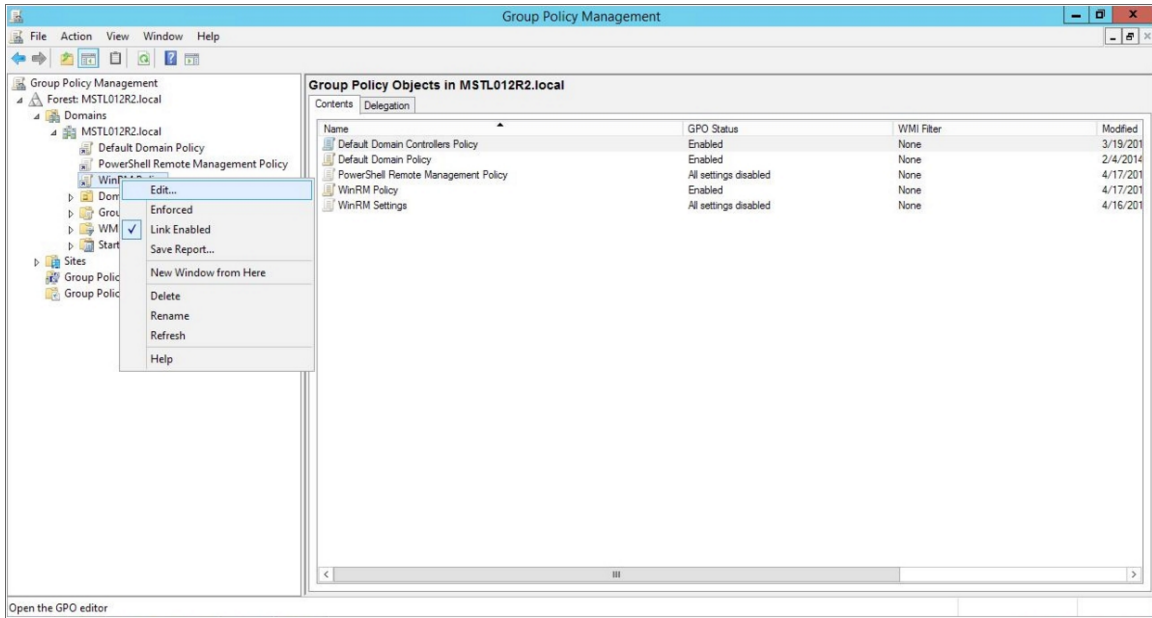 Group Policy Management
File Action View Window Help
Group Policy Management
Forest: MSTL012R2.local
Domains
MSTL012R2.local
Default Domain Policy
PowerShell Remote Management Policy
Sites
Edit...
Enforced
Link Enabled
Save Report...
New Window from Here
Delete
Rename
Refresh
Help
Group Policy Objects in MSTL012R2.local
Contents Delegation
Name GPO Status WMI Filter Modified
Default Domain Controllers Policy Enabled None 3/19/201
Default Domain Policy Enabled None 2/4/2014
PowerShell Remote Management Policy All settings disabled None 4/17/201
WinRM Policy Enabled None 4/17/201
WinRM Settings All settings disabled None 4/16/201
Open the GPO editor